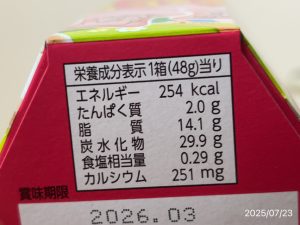 栄養成分表示1箱(48g)当り
エネルギー 254 kcal
たんぱく質 2.0 g
脂質 14.1 g
炭水化物 29.9 g
食塩相当量 0.29 g
カルシウム 251 mg
賞味期限
2026.03
2025/07/23